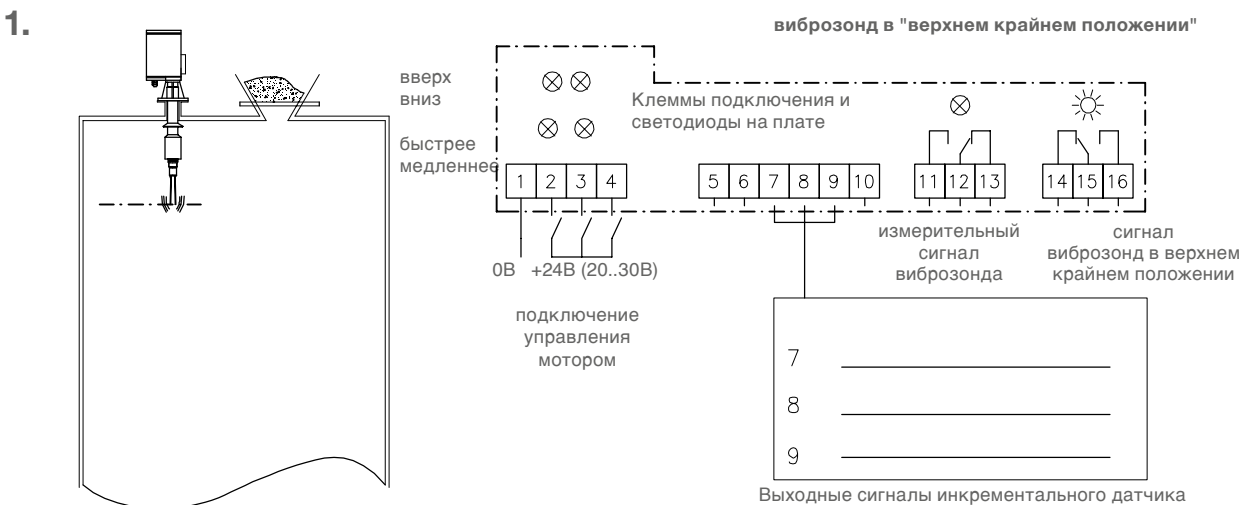 1.
виброзонд в "верхнем крайнем положении"
вверх
вниз
быстрее
медленнее
Клеммы подключения и
светодиоды на плате
1 2 3 4
5 6 7 8 9 10
11 12 13
14 15 16
0В +24В (20..30В)
подключение
управления
мотором
измерительный
сигнал
виброзонда
сигнал
виброзонд в верхнем
крайнем положении
7
8
9
Выходные сигналы инкрементального датчика